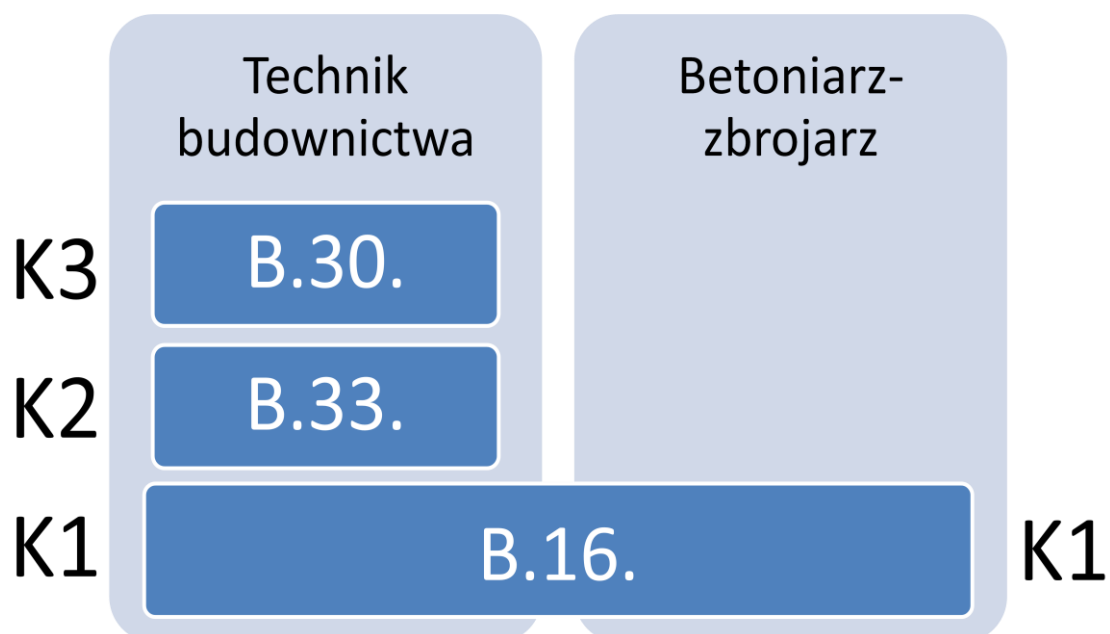 Technik
budownictwa
Betoniarz-
zbrojarz
K3
B.30.
K2
B.33.
K1
B.16.
K1